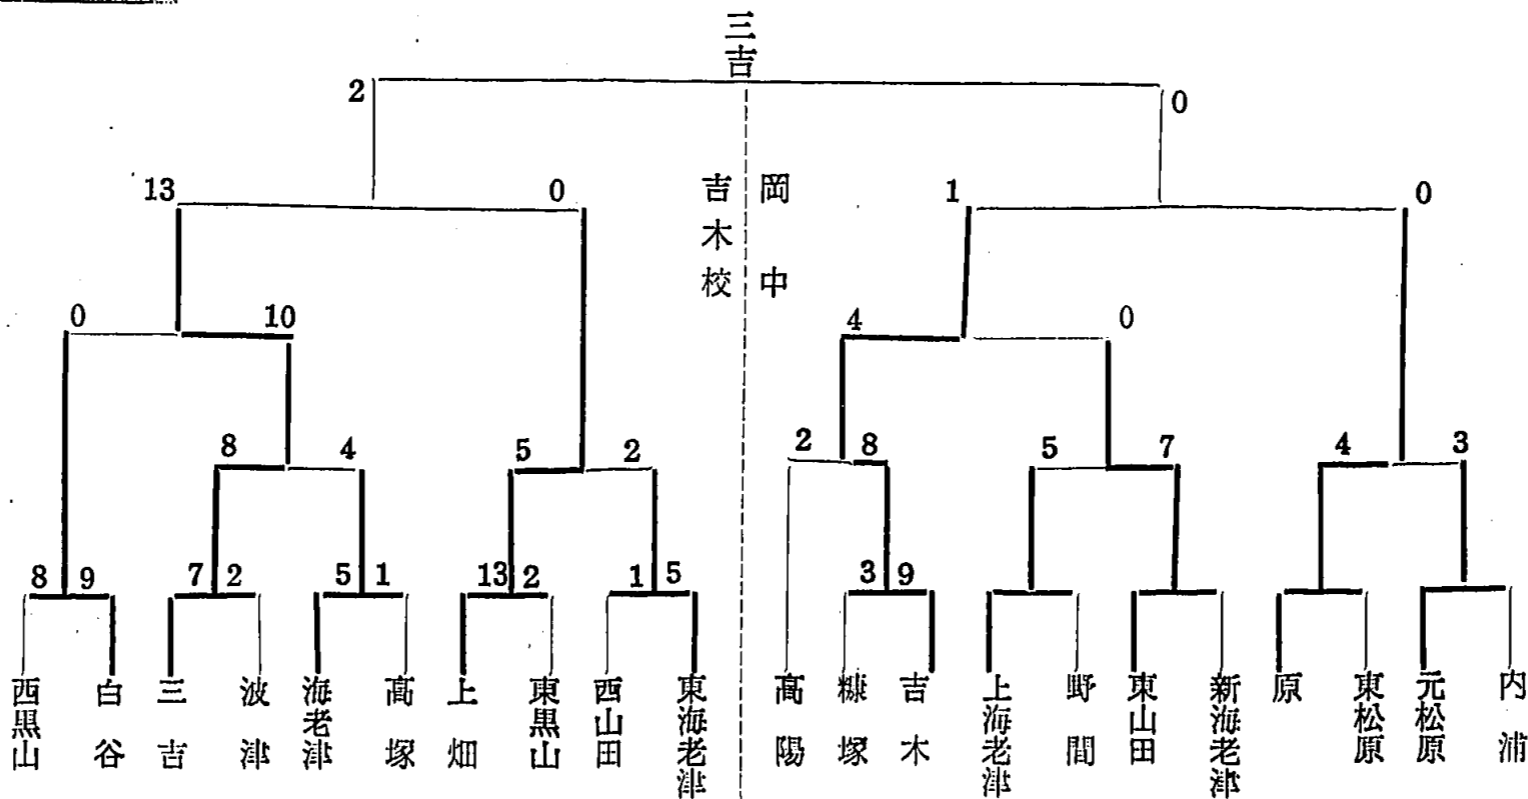 三吉
2 0
13 0 1 0
吉木校
岡中
0 10 4 0
8 4 5 2 2 8 5 7 4 3
8 9 7 2 5 1 13 2 1 5 3 9
西黒山
白谷
三吉
波津
海老津
高塚
上畑
東黒山
西山田
東海老津
高陽
糠塚
吉木
上海老津
野間
東山田
新海老津
原
東松原
元松原
内浦